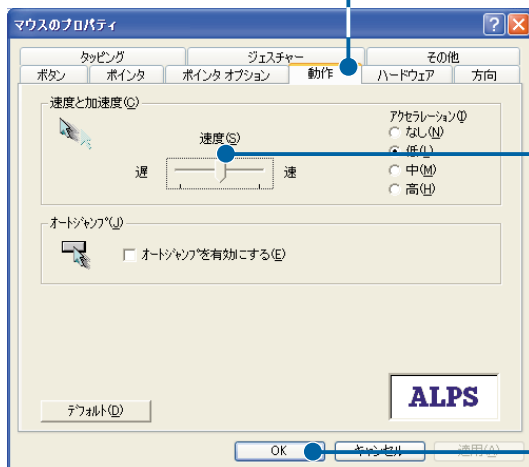 マウスのプロパティ
タッピング ジェスチャー その他
ボタン ポインタ ポインタ オプション 動作 ハードウェア 方向
速度と加速度(C)
アクセラレーション(I)
なし(N)
速度(S)
低(L)
遅 速
中(M)
高(H)
オートジャンプ(J)
オートジャンプを有効にする(E)
ALPS
デフォルト(D)
OK キャンセル 適用(A)